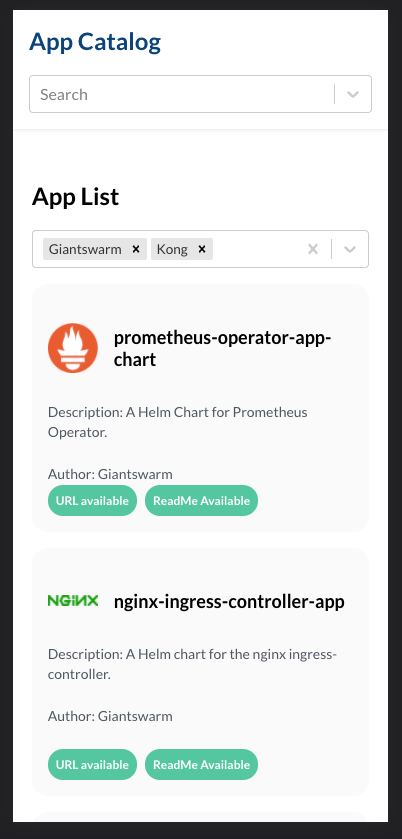 App Catalog
Search
App List
Giantswarm × Kong ×
prometheus-operator-app-
chart
Description: A Helm Chart for Prometheus
Operator.
Author: Giantswarm
URL available ReadMe Available
NGINX nginx-ingress-controller-app
Description: A Helm chart for the nginx ingress-
controller.
Author: Giantswarm
URL available ReadMe Available